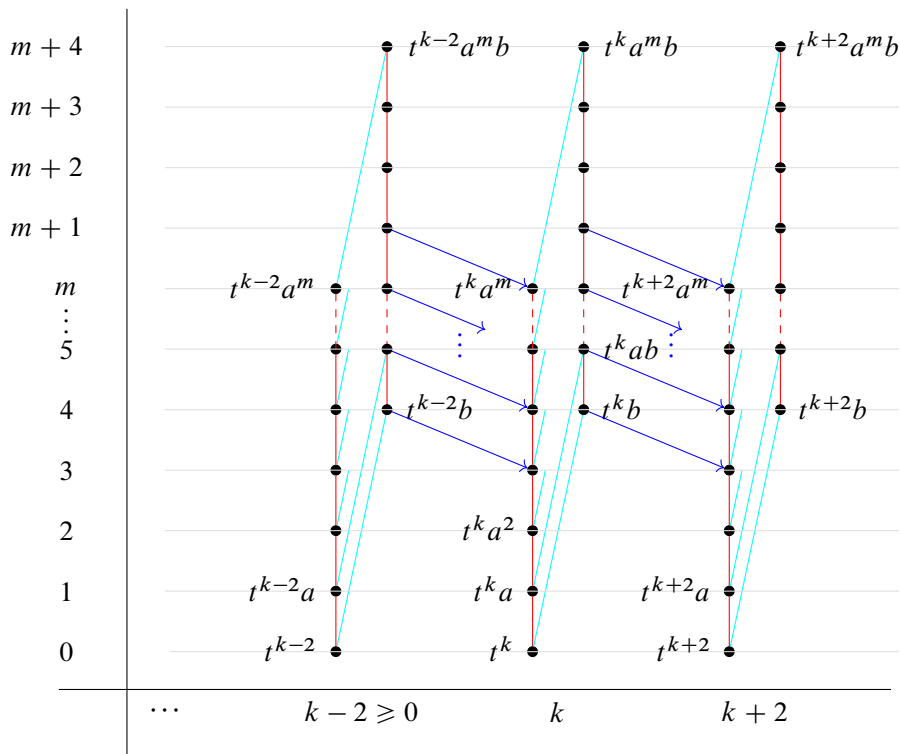 m + 4 t^{k−2}a^{m}b t^{k}a^{m}b t^{k+2}a^{m}b
m + 3
m + 2
m + 1
m t^{k−2}a^{m} t^{k}a^{m} t^{k+2}a^{m}
⋮ ⋮ ⋮
5 t^{k}ab
4 t^{k−2}b t^{k}b t^{k+2}b
3
2 t^{k}a^{2}
1 t^{k−2}a t^{k}a t^{k+2}a
0 t^{k−2} t^{k} t^{k+2}
⋯ k − 2 ⩾ 0 k k + 2